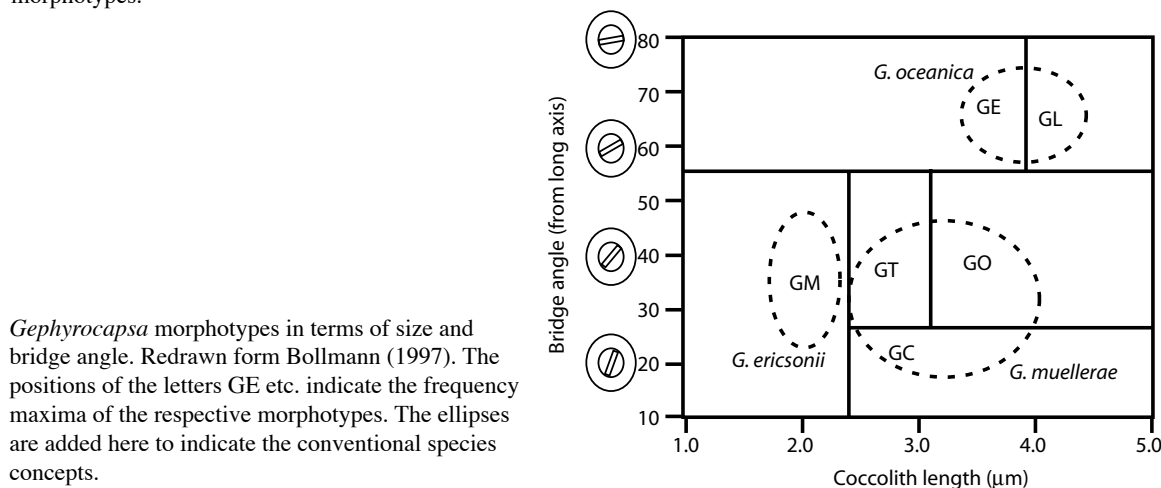 morphotypes.
Gephyrocapsa morphotypes in terms of size and
bridge angle. Redrawn form Bollmann (1997). The
positions of the letters GE etc. indicate the frequency
maxima of the respective morphotypes. The ellipses
are added here to indicate the conventional species
concepts.
Bridge angle (from long axis)
80
70
60
50
40
30
20
10
G. oceanica
GE
GL
GM
GT
GO
GC
G. ericsonii
G. muellerae
1.0 2.0 3.0 4.0 5.0
Coccolith length (µm)